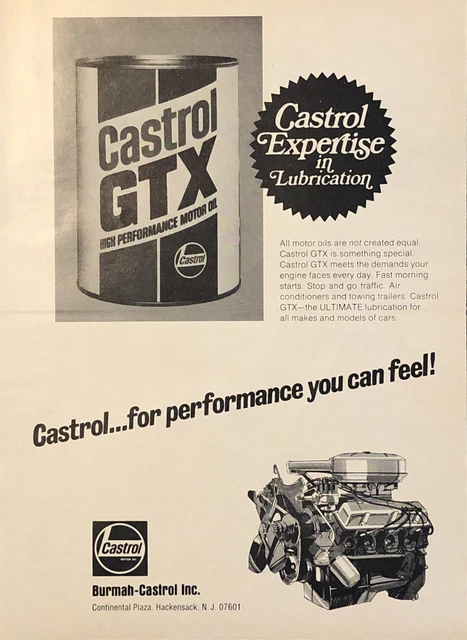 Castrol
GTX
HIGH PERFORMANCE MOTOR OIL
Castrol
Castrol
Expertise
in
Lubrication
All motor oils are not created equal.
Castrol GTX is something special.
Castrol GTX meets the demands your
engine faces every day. Fast morning
starts. Stop and go traffic. Air
conditioners and towing trailers. Castrol
GTX—the ULTIMATE lubrication for
all makes and models of cars.
Castrol...for performance you can feel!
Castrol
MOTOR OIL
Burmah-Castrol Inc.
Continental Plaza. Hackensack. N. J. 07601